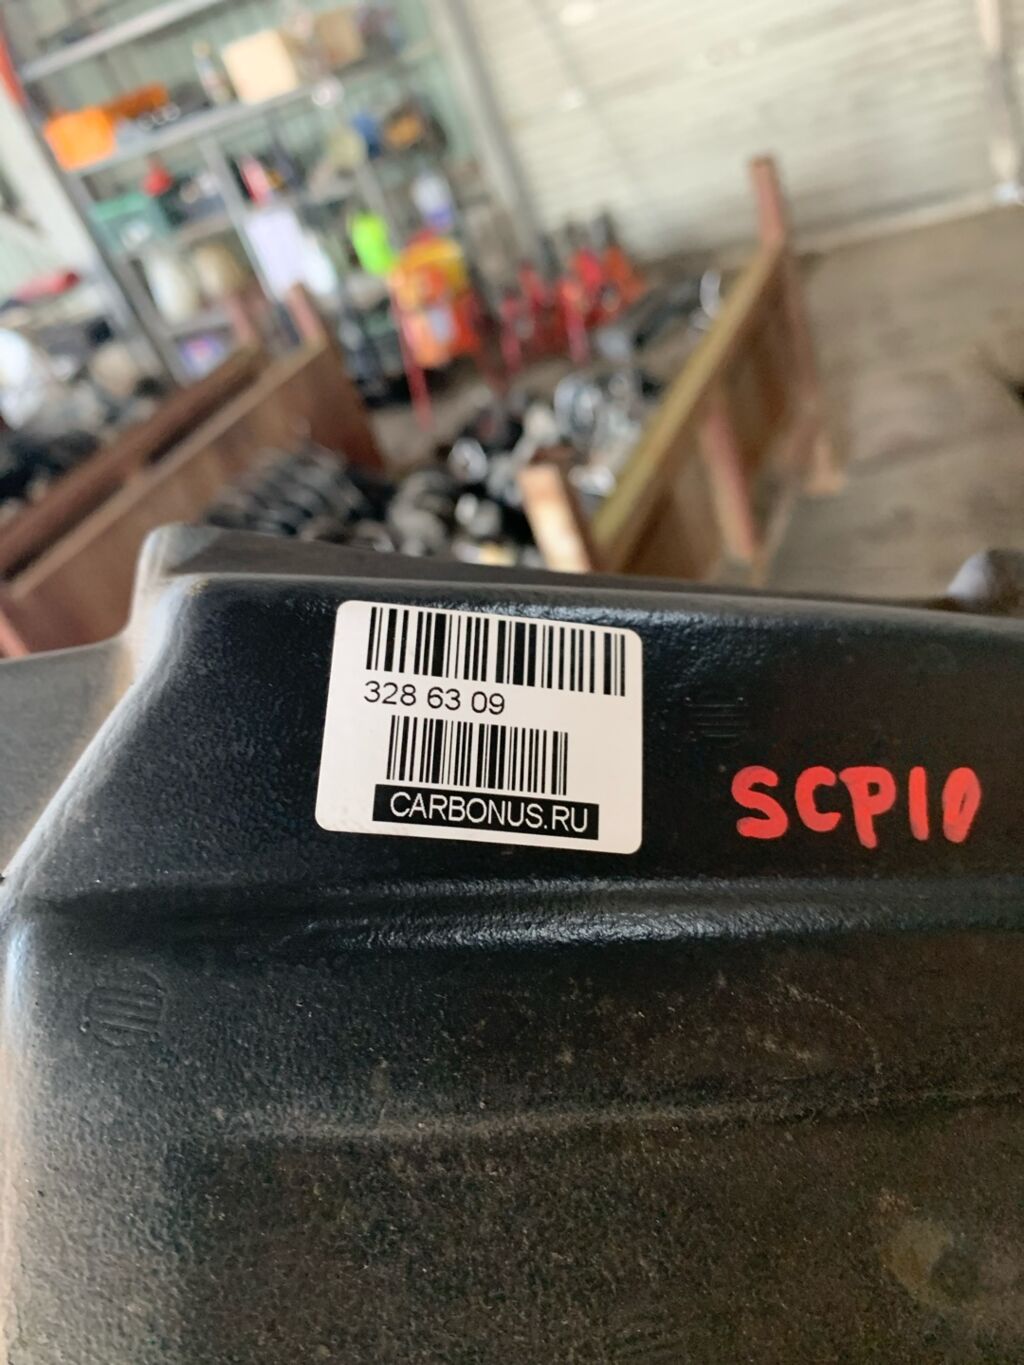 328 63 09
CARBONUS.RU
SCP10